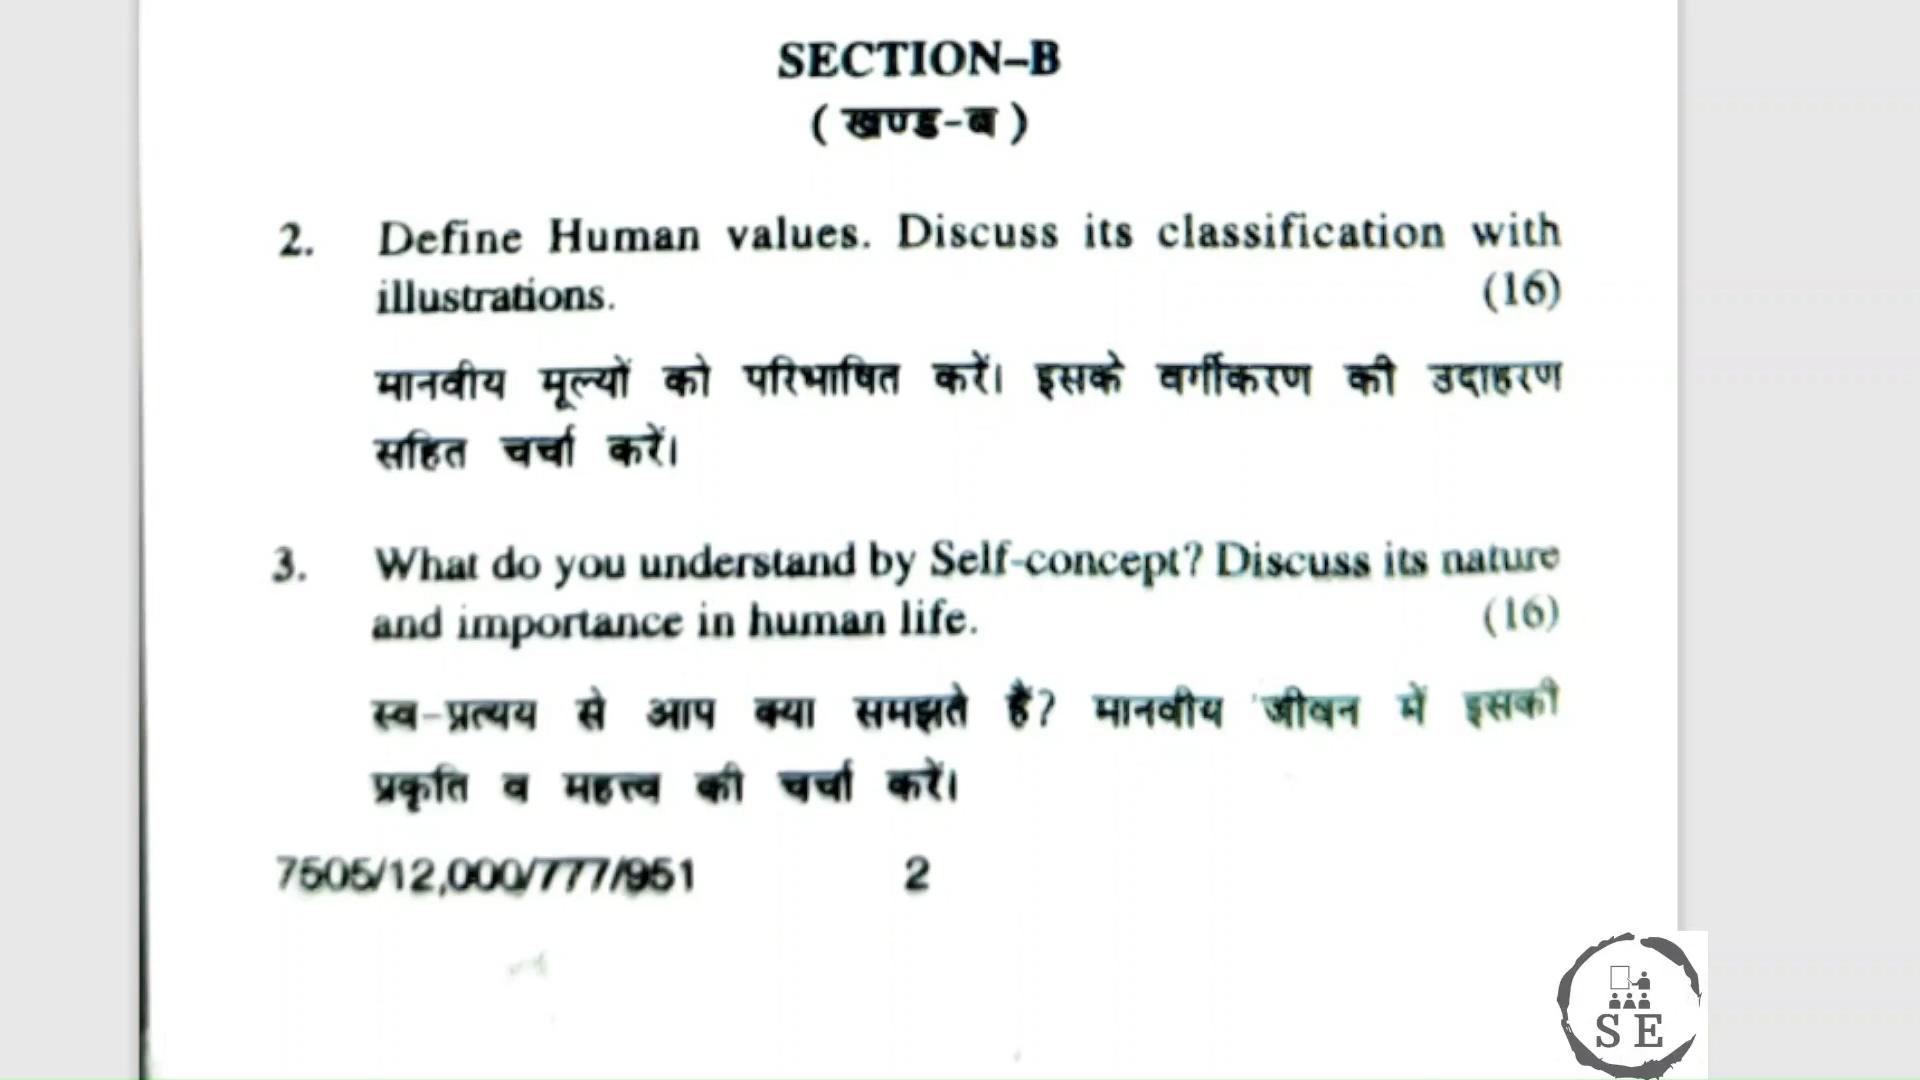 SECTION–B
( खण्ड-ब )
2. Define Human values. Discuss its classification with
illustrations. (16)
मानवीय मूल्यों को परिभाषित करें। इसके वर्गीकरण की उदाहरण
सहित चर्चा करें।
3. What do you understand by Self-concept? Discuss its nature
and importance in human life. (16)
स्व-प्रत्यय से आप क्या समझते हैं? मानवीय जीवन में इसकी
प्रकृति व महत्त्व की चर्चा करें।
7505/12,000/777/951 2
S E